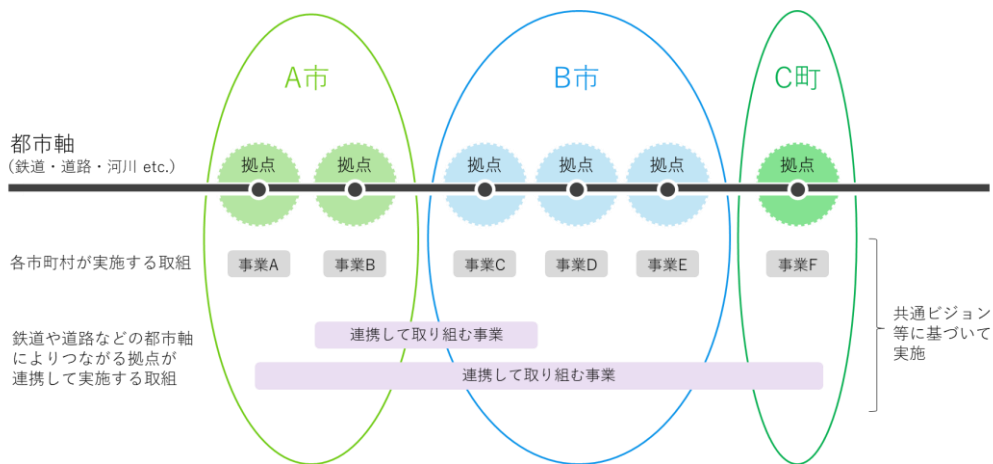 A市
B市
C町
都市軸
(鉄道・道路・河川 etc.)
拠点
拠点
拠点
拠点
拠点
拠点
各市町村が実施する取組
事業A
事業B
事業C
事業D
事業E
事業F
鉄道や道路などの都市軸
によりつながる拠点が
連携して実施する取組
連携して取り組む事業
連携して取り組む事業
共通ビジョン
等に基づいて
実施